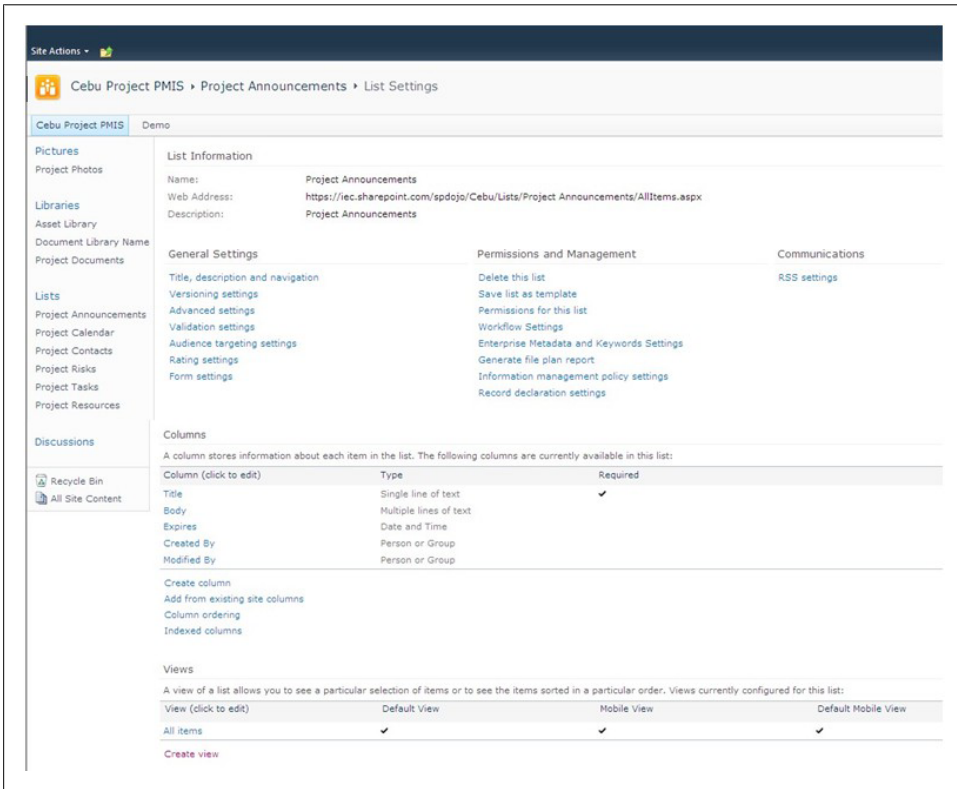 Site Actions
Cebu Project PMIS ▸ Project Announcements ▸ List Settings
Cebu Project PMIS Demo
Pictures
Project Photos
Libraries
Asset Library
Document Library Name
Project Documents
Lists
Project Announcements
Project Calendar
Project Contacts
Project Risks
Project Tasks
Project Resources
Discussions
Recycle Bin
All Site Content
List Information
Name: Project Announcements
Web Address: https://iec.sharepoint.com/spdojo/Cebu/Lists/Project Announcements/AllItems.aspx
Description: Project Announcements
General Settings
Title, description and navigation
Versioning settings
Advanced settings
Validation settings
Audience targeting settings
Rating settings
Form settings
Permissions and Management
Delete this list
Save list as template
Permissions for this list
Workflow Settings
Enterprise Metadata and Keywords Settings
Generate file plan report
Information management policy settings
Record declaration settings
Communications
RSS settings
Columns
A column stores information about each item in the list. The following columns are currently available in this list:
Column (click to edit) Type Required
Title Single line of text ✔
Body Multiple lines of text
Expires Date and Time
Created By Person or Group
Modified By Person or Group
Create column
Add from existing site columns
Column ordering
Indexed columns
Views
A view of a list allows you to see a particular selection of items or to see the items sorted in a particular order. Views currently configured for this list:
View (click to edit) Default View Mobile View Default Mobile View
All items ✔ ✔ ✔
Create view